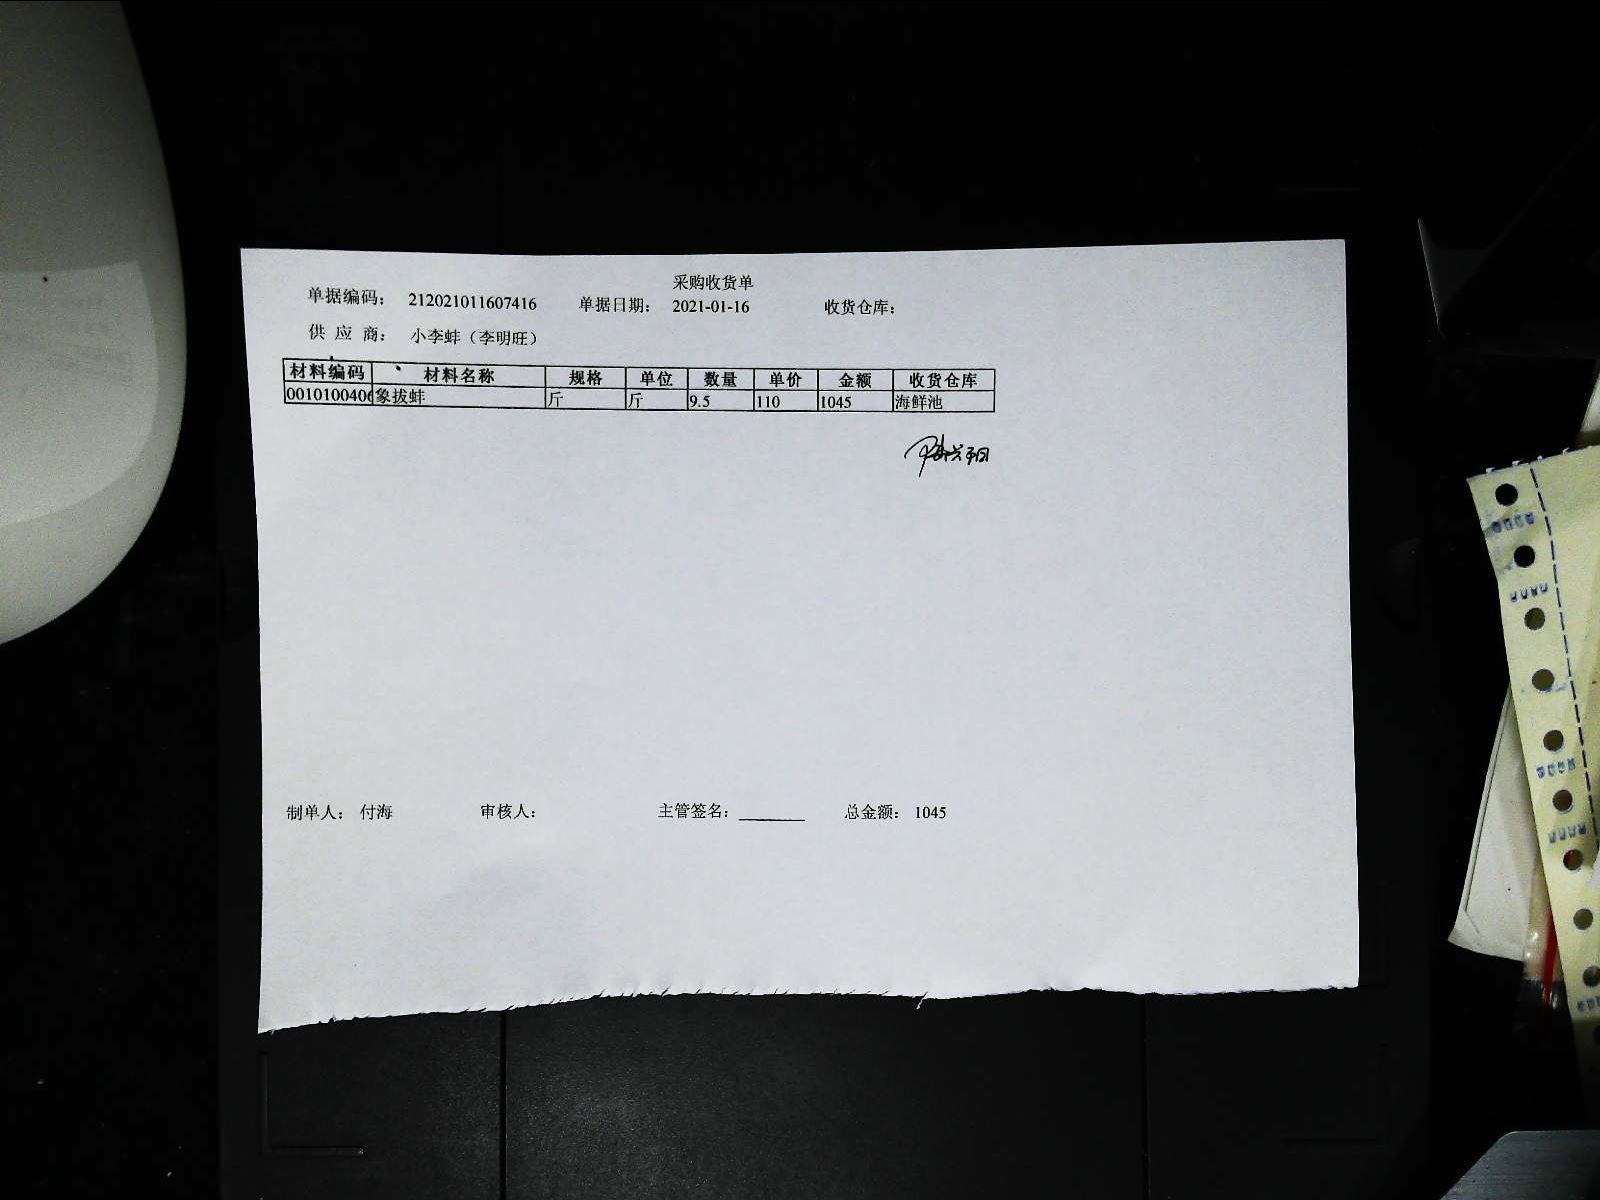 采购收货单
单据编码： 212021011607416 单据日期： 2021-01-16 收货仓库：
供 应 商： 小李蚌（李明旺）
材料编码 材料名称 规格 单位 数量 单价 金额 收货仓库
0010100406 象拔蚌 斤 斤 9.5 110 1045 海鲜池
制单人： 付海 审核人： 主管签名： 总金额： 1045